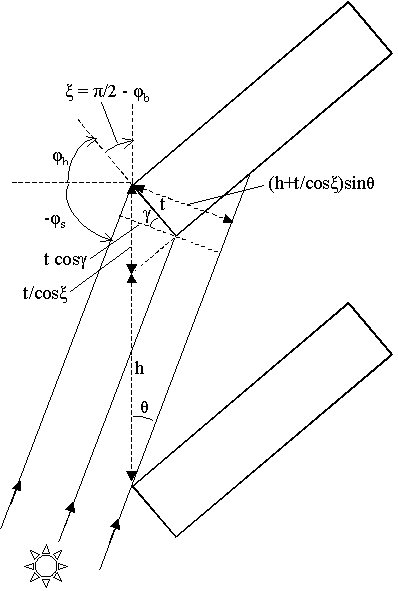 ξ = π/2 - φb
φh
t
(h+t/cosξ)sinθ
-φs
γ
t cosγ
t/cosξ
h
θ